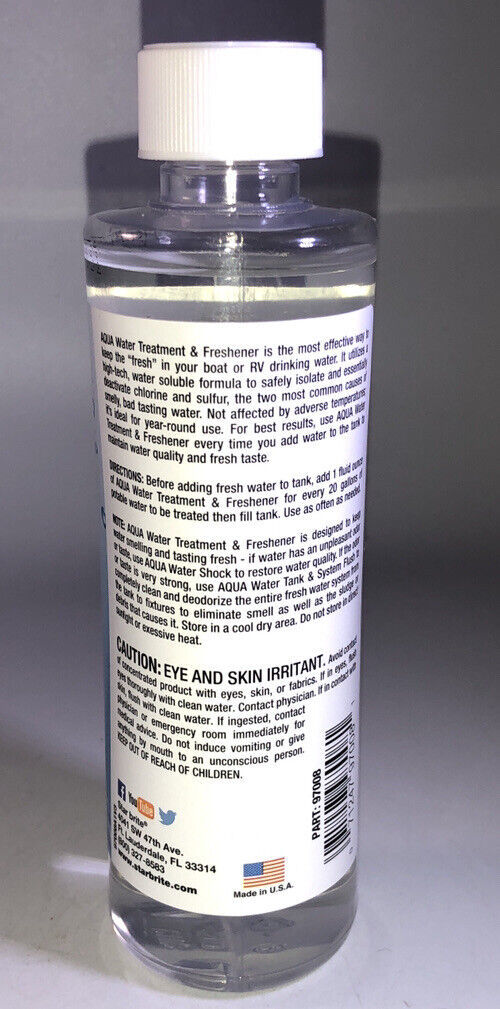 AQUA Water Treatment & Freshener is the most effective way to
keep the "fresh" in your boat or RV drinking water. It utilizes a
high-tech, water soluble formula to safely isolate and essentially
deactivate chlorine and sulfur, the two most common causes of
smelly, bad tasting water. Not affected by adverse temperatures
it's ideal for year-round use. For best results, use AQUA Water
Treatment & Freshener every time you add water to the tank to
maintain water quality and fresh taste.
DIRECTIONS: Before adding fresh water to tank, add 1 fluid ounce
of AQUA Water Treatment & Freshener for every 20 gallons of
potable water to be treated then fill tank. Use as often as needed.
NOTE: AQUA Water Treatment & Freshener is designed to keep
water smelling and tasting fresh - if water has an unpleasant odor
or taste, use AQUA Water Shock to restore water quality. If the odor
or taste is very strong, use AQUA Water Tank & System Flush to
completely clean and deodorize the entire fresh water system from
the tank to fixtures to eliminate smell as well as the sludge or
debris that causes it. Store in a cool dry area. Do not store in direct
sunlight or exessive heat.
CAUTION: EYE AND SKIN IRRITANT. Avoid contact
of concentrated product with eyes, skin, or fabrics. If in eyes, flush
eyes thoroughly with clean water. Contact physician. If in contact with
skin, flush with clean water. If ingested, contact
physician or emergency room immediately for
medical advice. Do not induce vomiting or give
anything by mouth to an unconscious person.
KEEP OUT OF REACH OF CHILDREN.
f YouTube
Star brite®
4041 SW 47th Ave.
Ft. Lauderdale, FL 33314
(800) 327-8583
www.starbrite.com
Made in U.S.A.
PART: 97008